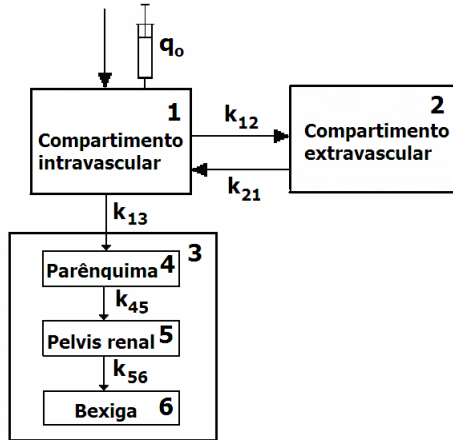 qo
1
Compartimento
intravascular
k12
k21
2
Compartimento
extravascular
k13
3
Parênquima 4
k45
Pelvis renal 5
k56
Bexiga 6